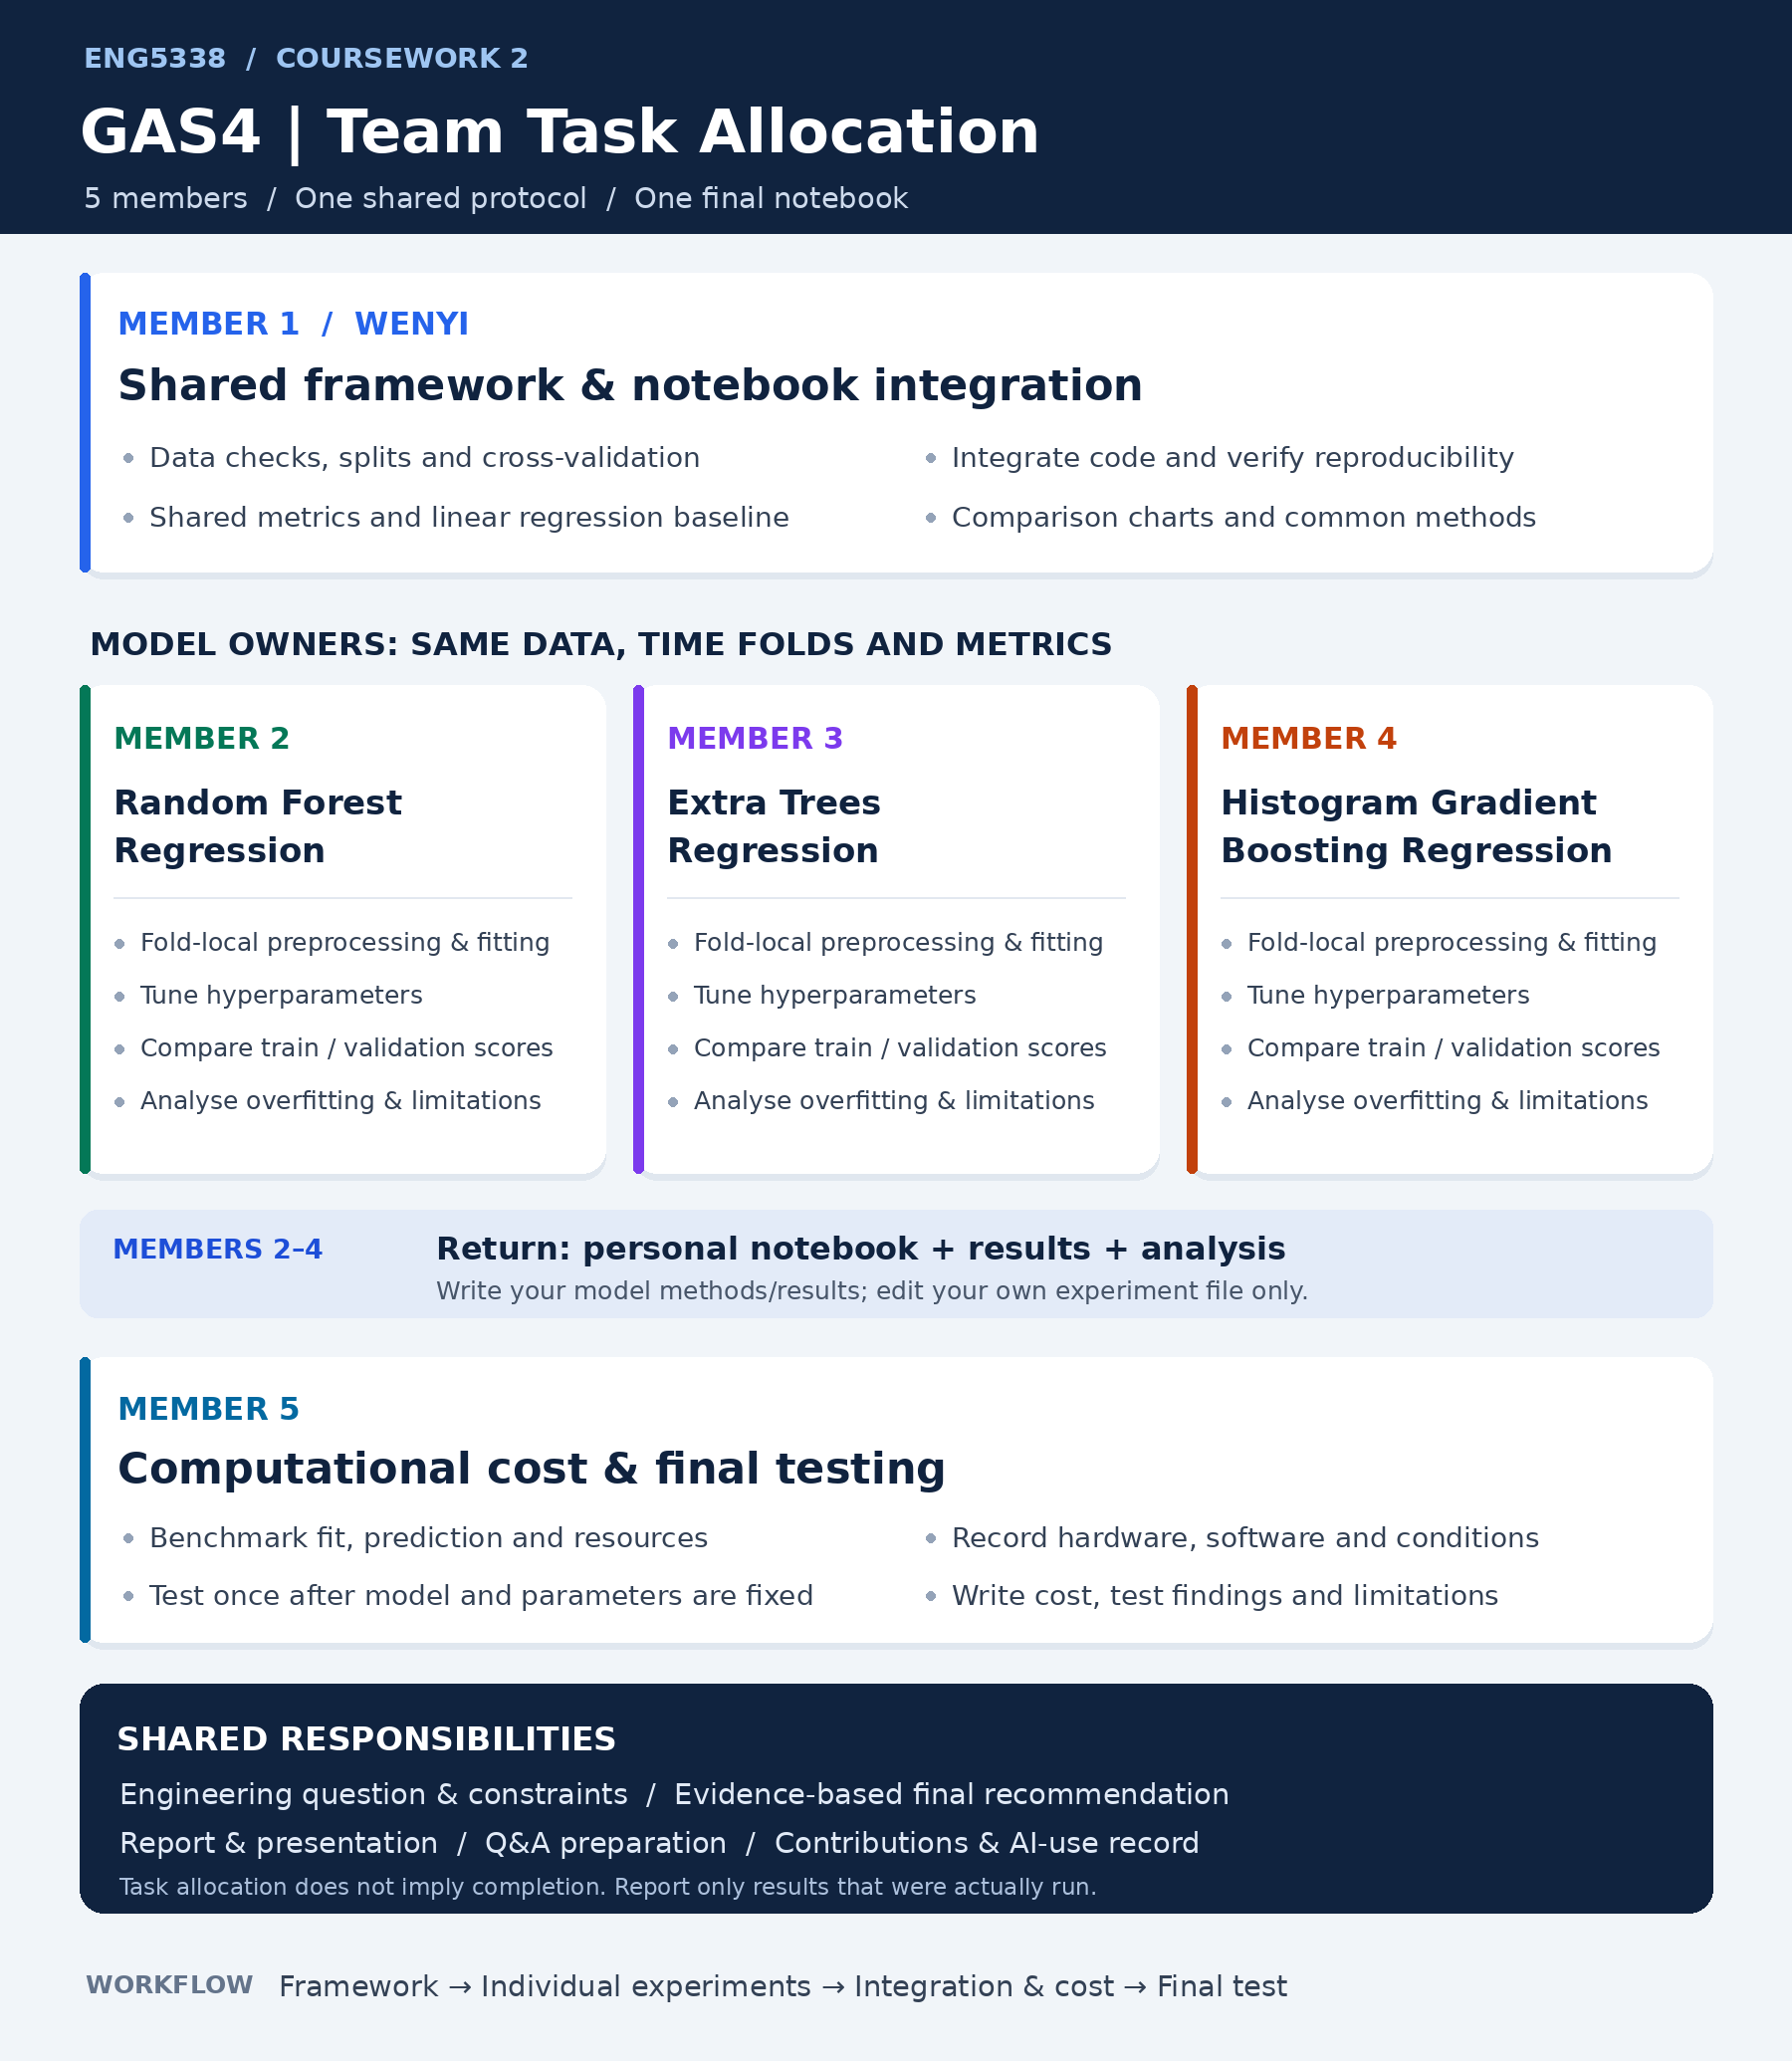 ENG5338 / COURSEWORK 2
GAS4 | Team Task Allocation
5 members / One shared protocol / One final notebook
MEMBER 1 / WENYI
Shared framework & notebook integration
Data checks, splits and cross-validation
Shared metrics and linear regression baseline
Integrate code and verify reproducibility
Comparison charts and common methods
MODEL OWNERS: SAME DATA, TIME FOLDS AND METRICS
MEMBER 2
Random Forest
Regression
Fold-local preprocessing & fitting
Tune hyperparameters
Compare train / validation scores
Analyse overfitting & limitations
MEMBER 3
Extra Trees
Regression
Fold-local preprocessing & fitting
Tune hyperparameters
Compare train / validation scores
Analyse overfitting & limitations
MEMBER 4
Histogram Gradient
Boosting Regression
Fold-local preprocessing & fitting
Tune hyperparameters
Compare train / validation scores
Analyse overfitting & limitations
MEMBERS 2–4
Return: personal notebook + results + analysis
Write your model methods/results; edit your own experiment file only.
MEMBER 5
Computational cost & final testing
Benchmark fit, prediction and resources
Test once after model and parameters are fixed
Record hardware, software and conditions
Write cost, test findings and limitations
SHARED RESPONSIBILITIES
Engineering question & constraints / Evidence-based final recommendation
Report & presentation / Q&A preparation / Contributions & AI-use record
Task allocation does not imply completion. Report only results that were actually run.
WORKFLOW Framework → Individual experiments → Integration & cost → Final test